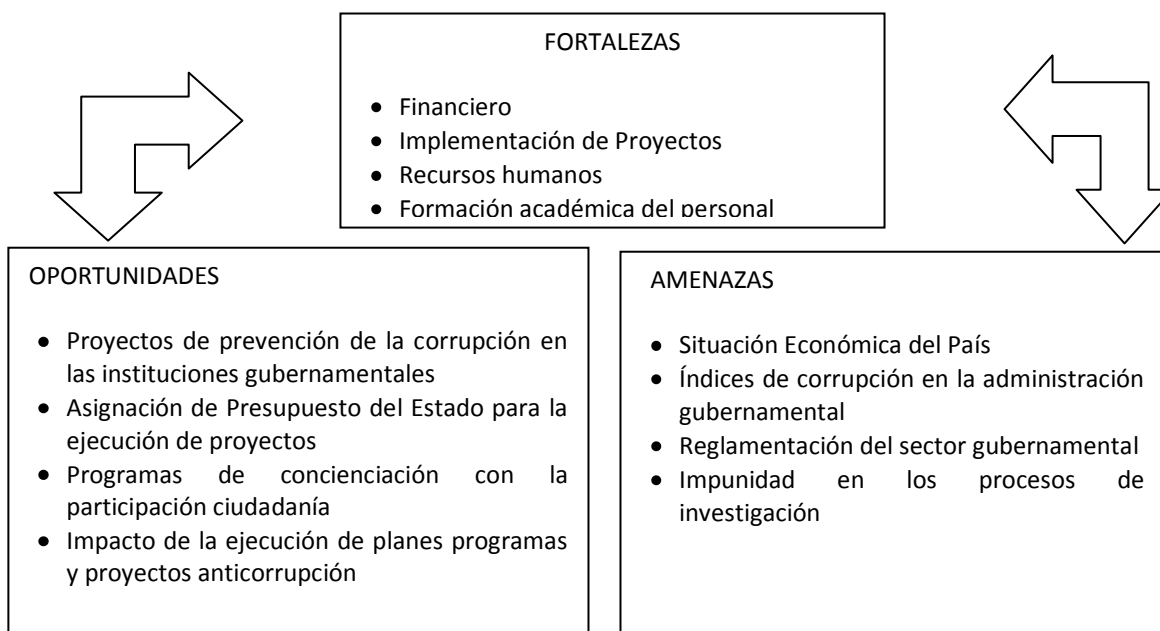 FORTALEZAS
• Financiero
• Implementación de Proyectos
• Recursos humanos
• Formación académica del personal
OPORTUNIDADES
• Proyectos de prevención de la corrupción en
las instituciones gubernamentales
• Asignación de Presupuesto del Estado para la
ejecución de proyectos
• Programas de concienciación con la
participación ciudadanía
• Impacto de la ejecución de planes programas
y proyectos anticorrupción
AMENAZAS
• Situación Económica del País
• Índices de corrupción en la administración
gubernamental
• Reglamentación del sector gubernamental
• Impunidad en los procesos de
investigación